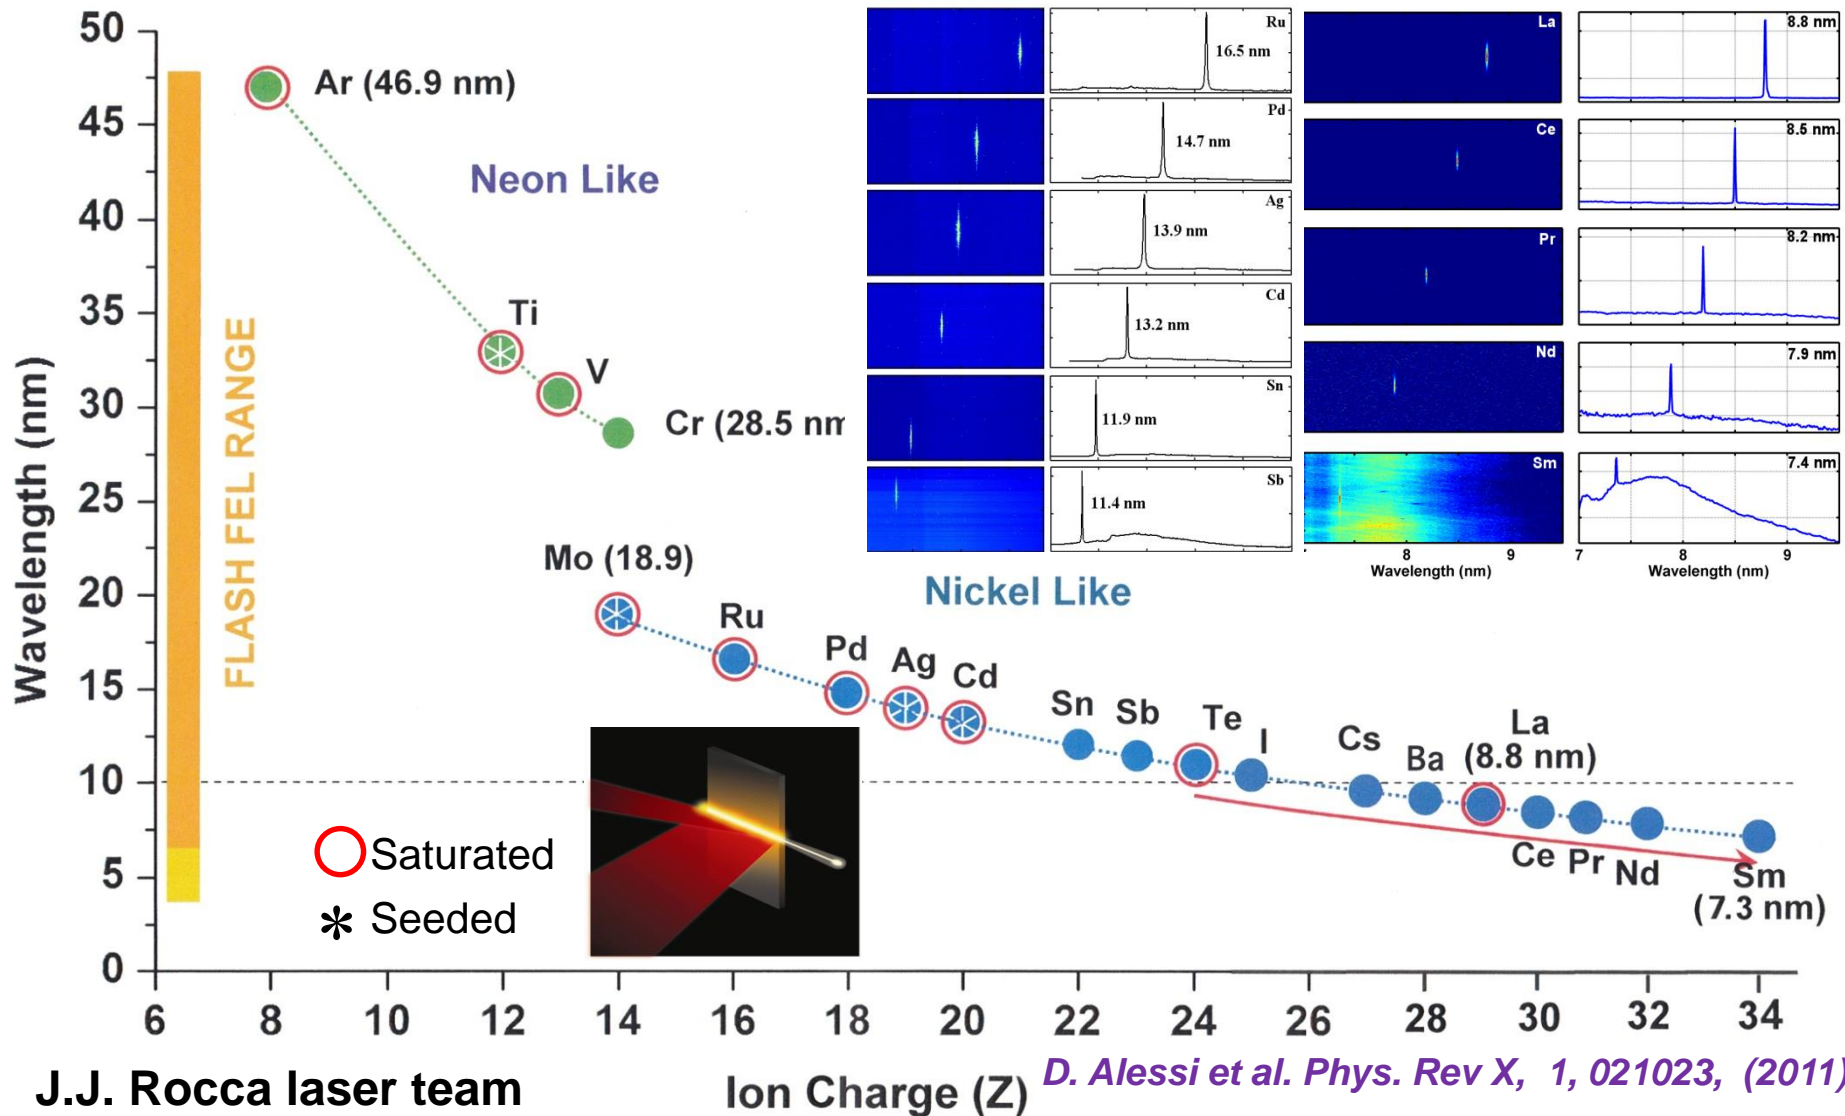 50
45
40
35
30
25
20
15
10
5
0
Wavelength (nm)
FLASH FEL RANGE
Ar (46.9 nm)
Neon Like
Ti
V
Cr (28.5 nm
Mo (18.9)
Ru
Pd
Ag
Cd
Sn
Sb
Te
I
Cs
Ba
La
(8.8 nm)
Ce
Pr
Nd
Sm
(7.3 nm)
Nickel Like
Saturated
* Seeded
Ru
16.5 nm
Pd
14.7 nm
Ag
13.9 nm
Cd
13.2 nm
Sn
11.9 nm
Sb
11.4 nm
La
8.8 nm
Ce
8.5 nm
Pr
8.2 nm
Nd
7.9 nm
Sm
7.4 nm
8 9
Wavelength (nm)
7 8 9
Wavelength (nm)
6 8 10 12 14 16 18 20 22 24 26 28 30 32 34
Ion Charge (Z)
J.J. Rocca laser team
D. Alessi et al. Phys. Rev X, 1, 021023, (2011)